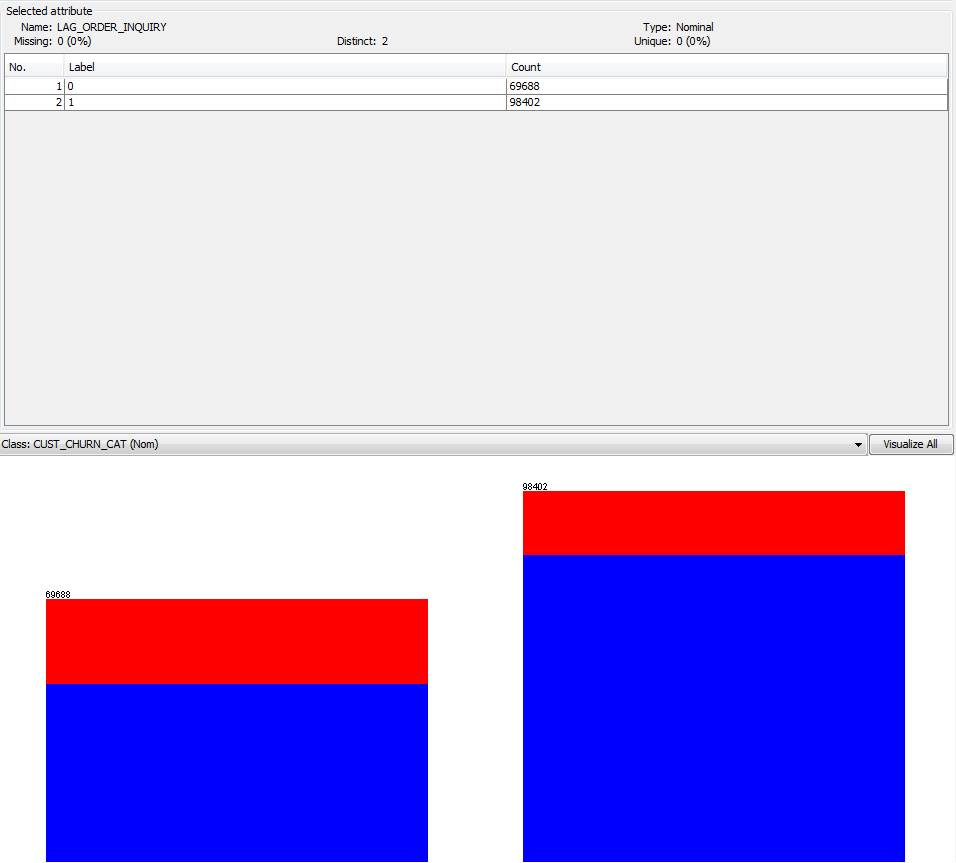 Selected attribute
Name: LAG_ORDER_INQUIRY Type: Nominal
Missing: 0 (0%) Distinct: 2 Unique: 0 (0%)
No. Label Count
1 0 69688
2 1 98402
Class: CUST_CHURN_CAT (Nom) Visualize All
98402
69688